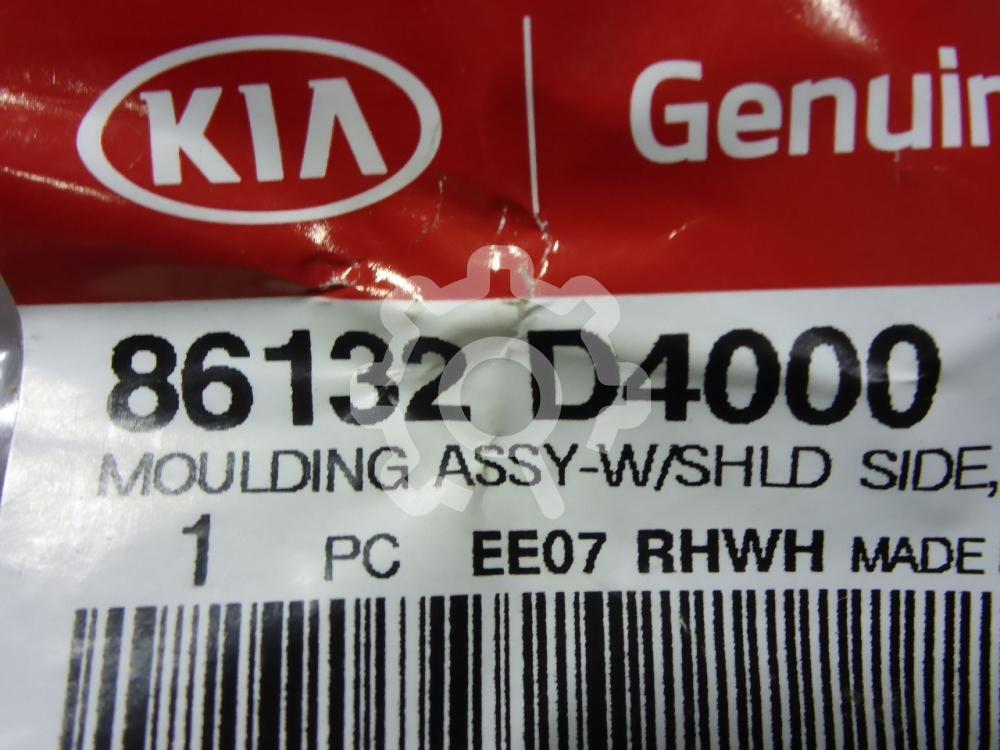 KIA Genuin
86132 D4000
MOULDING ASSY-W/SHLD SIDE,
1 PC EE07 RHWH MADE